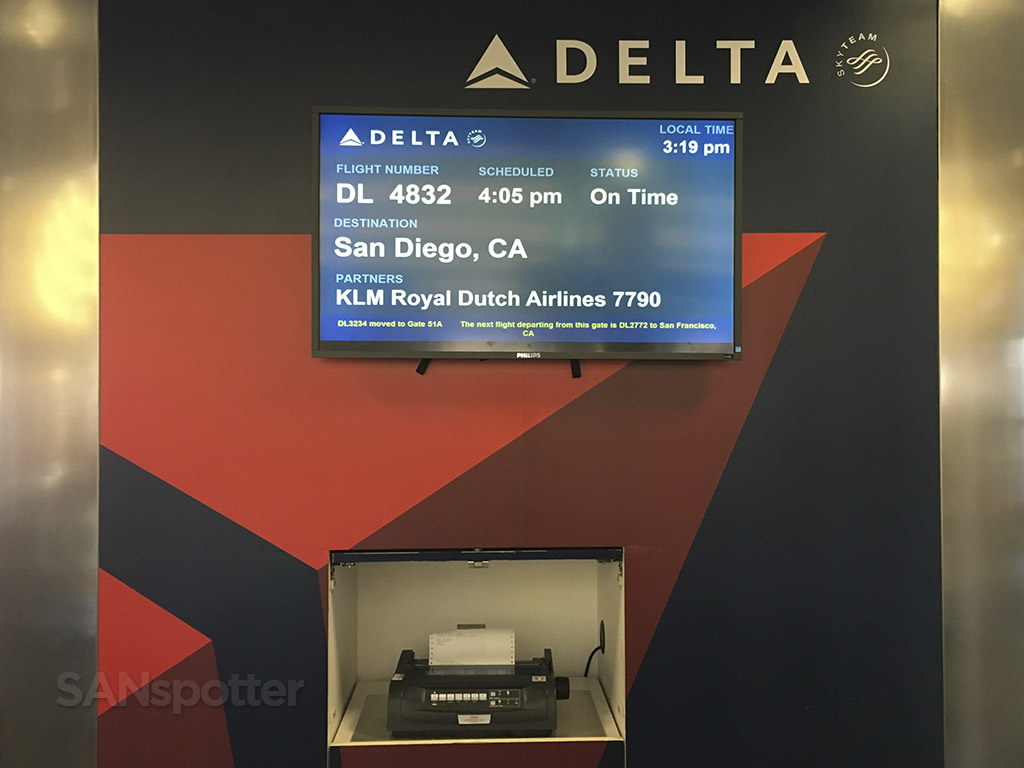 DELTA
SKYTEAM
DELTA
LOCAL TIME
3:19 pm
FLIGHT NUMBER SCHEDULED STATUS
DL 4832 4:05 pm On Time
DESTINATION
San Diego, CA
PARTNERS
KLM Royal Dutch Airlines 7790
DL3234 moved to Gate 51A The next flight departing from this gate is DL2772 to San Francisco,
CA
PHILIPS
SANspotter